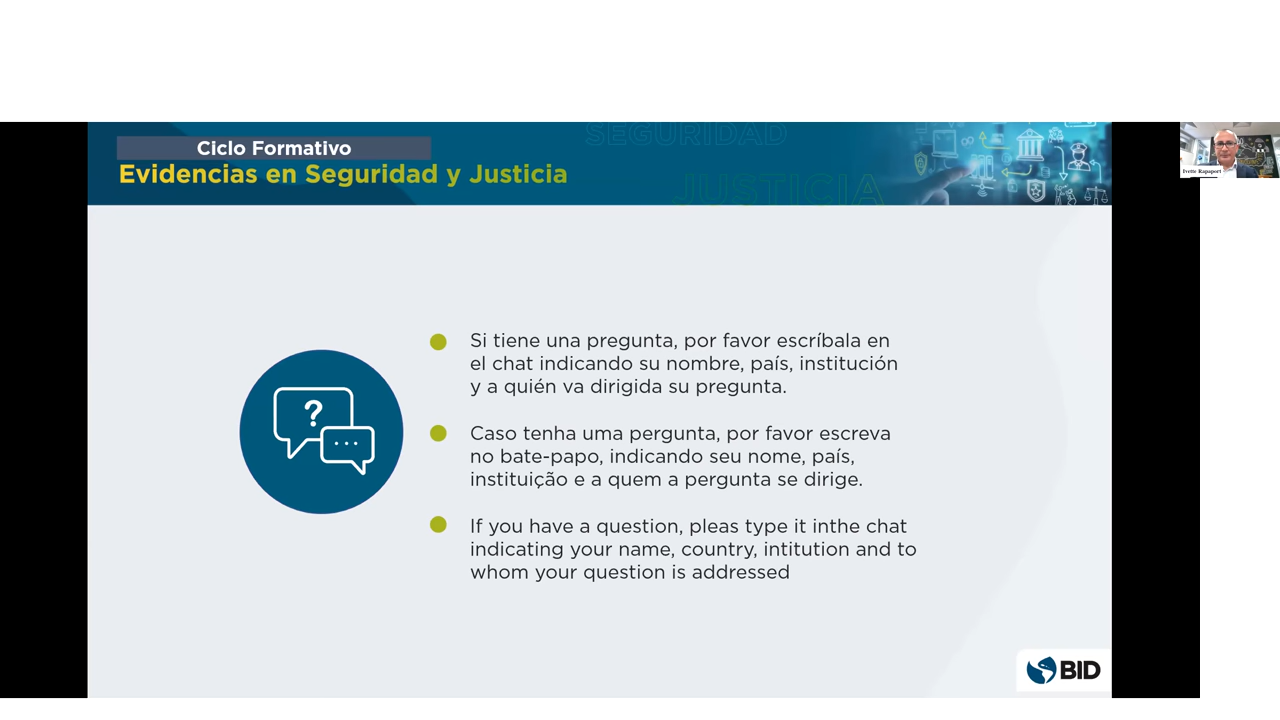 SEGURIDAD
Ciclo Formativo
Evidencias en Seguridad y Justicia
JUSTICIA
Ivette Rapaport
Si tiene una pregunta, por favor escríbala en
el chat indicando su nombre, país, institución
y a quién va dirigida su pregunta.
Caso tenha uma pergunta, por favor escreva
no bate-papo, indicando seu nome, país,
instituição e a quem a pergunta se dirige.
If you have a question, pleas type it inthe chat
indicating your name, country, intitution and to
whom your question is addressed
?
BID